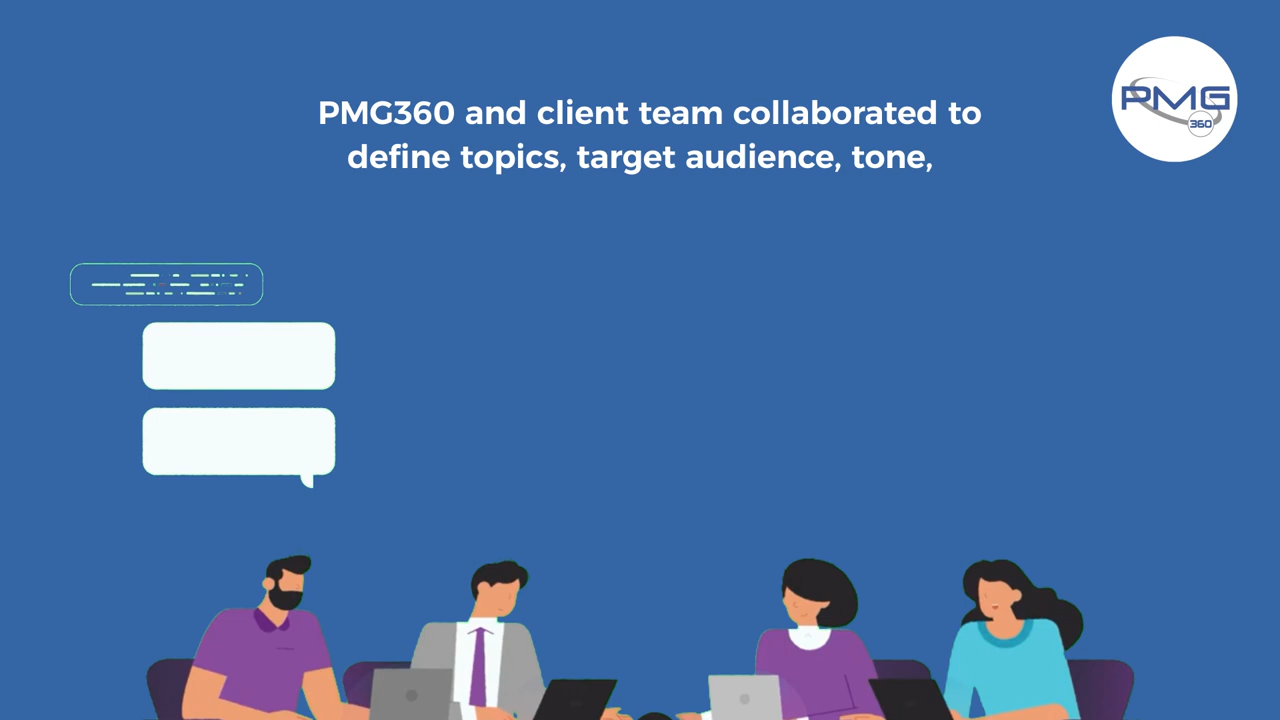 PMG360 and client team collaborated to
define topics, target audience, tone,
PMG
360